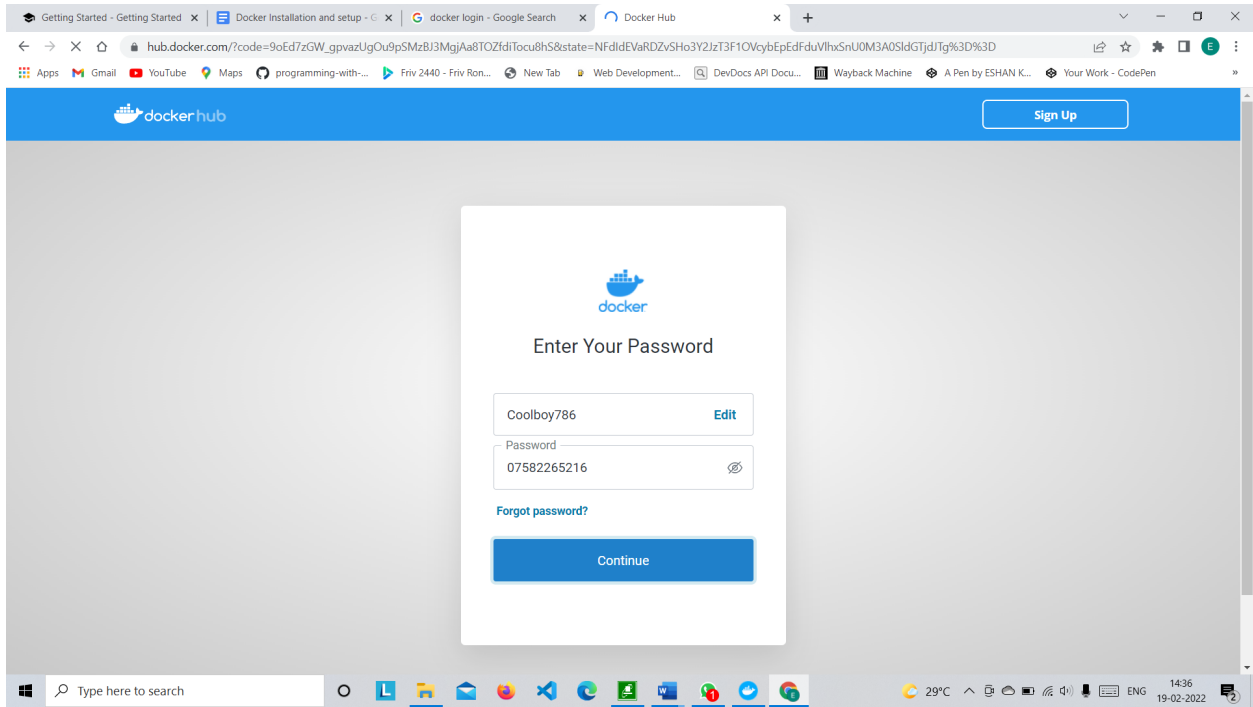 Getting Started - Getting Started
Docker Installation and setup - G
docker login - Google Search
Docker Hub
hub.docker.com/?code=9oEd7zGW_gpvazUgOu9pSMzBJ3MgjAa8TOZfdiTocu8hS&state=NFdIdEVaRDZvSHo3Y2JzT3F1OVcybEpEdFduVlhxSnU0M3A0SldGTjdJTg%3D%3D
Apps Gmail YouTube Maps programming-with-... Friv 2440 - Friv Ron... New Tab Web Development... DevDocs API Docu... Wayback Machine A Pen by ESHAN K... Your Work - CodePen »
E
docker hub
Sign Up
docker
Enter Your Password
Coolboy786 Edit
Password
07582265216
Forgot password?
Continue
Type here to search
29°C ENG
14:36
19-02-2022